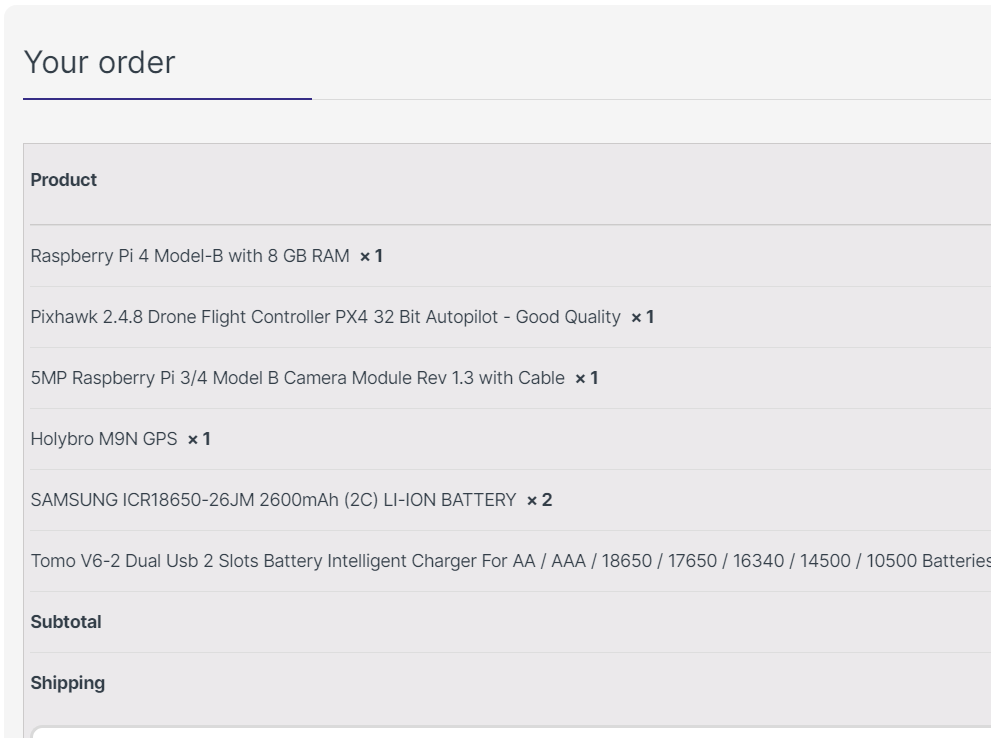 Your order
Product
Raspberry Pi 4 Model-B with 8 GB RAM × 1
Pixhawk 2.4.8 Drone Flight Controller PX4 32 Bit Autopilot - Good Quality × 1
5MP Raspberry Pi 3/4 Model B Camera Module Rev 1.3 with Cable × 1
Holybro M9N GPS × 1
SAMSUNG ICR18650-26JM 2600mAh (2C) LI-ION BATTERY × 2
Tomo V6-2 Dual Usb 2 Slots Battery Intelligent Charger For AA / AAA / 18650 / 17650 / 16340 / 14500 / 10500 Batteries
Subtotal
Shipping